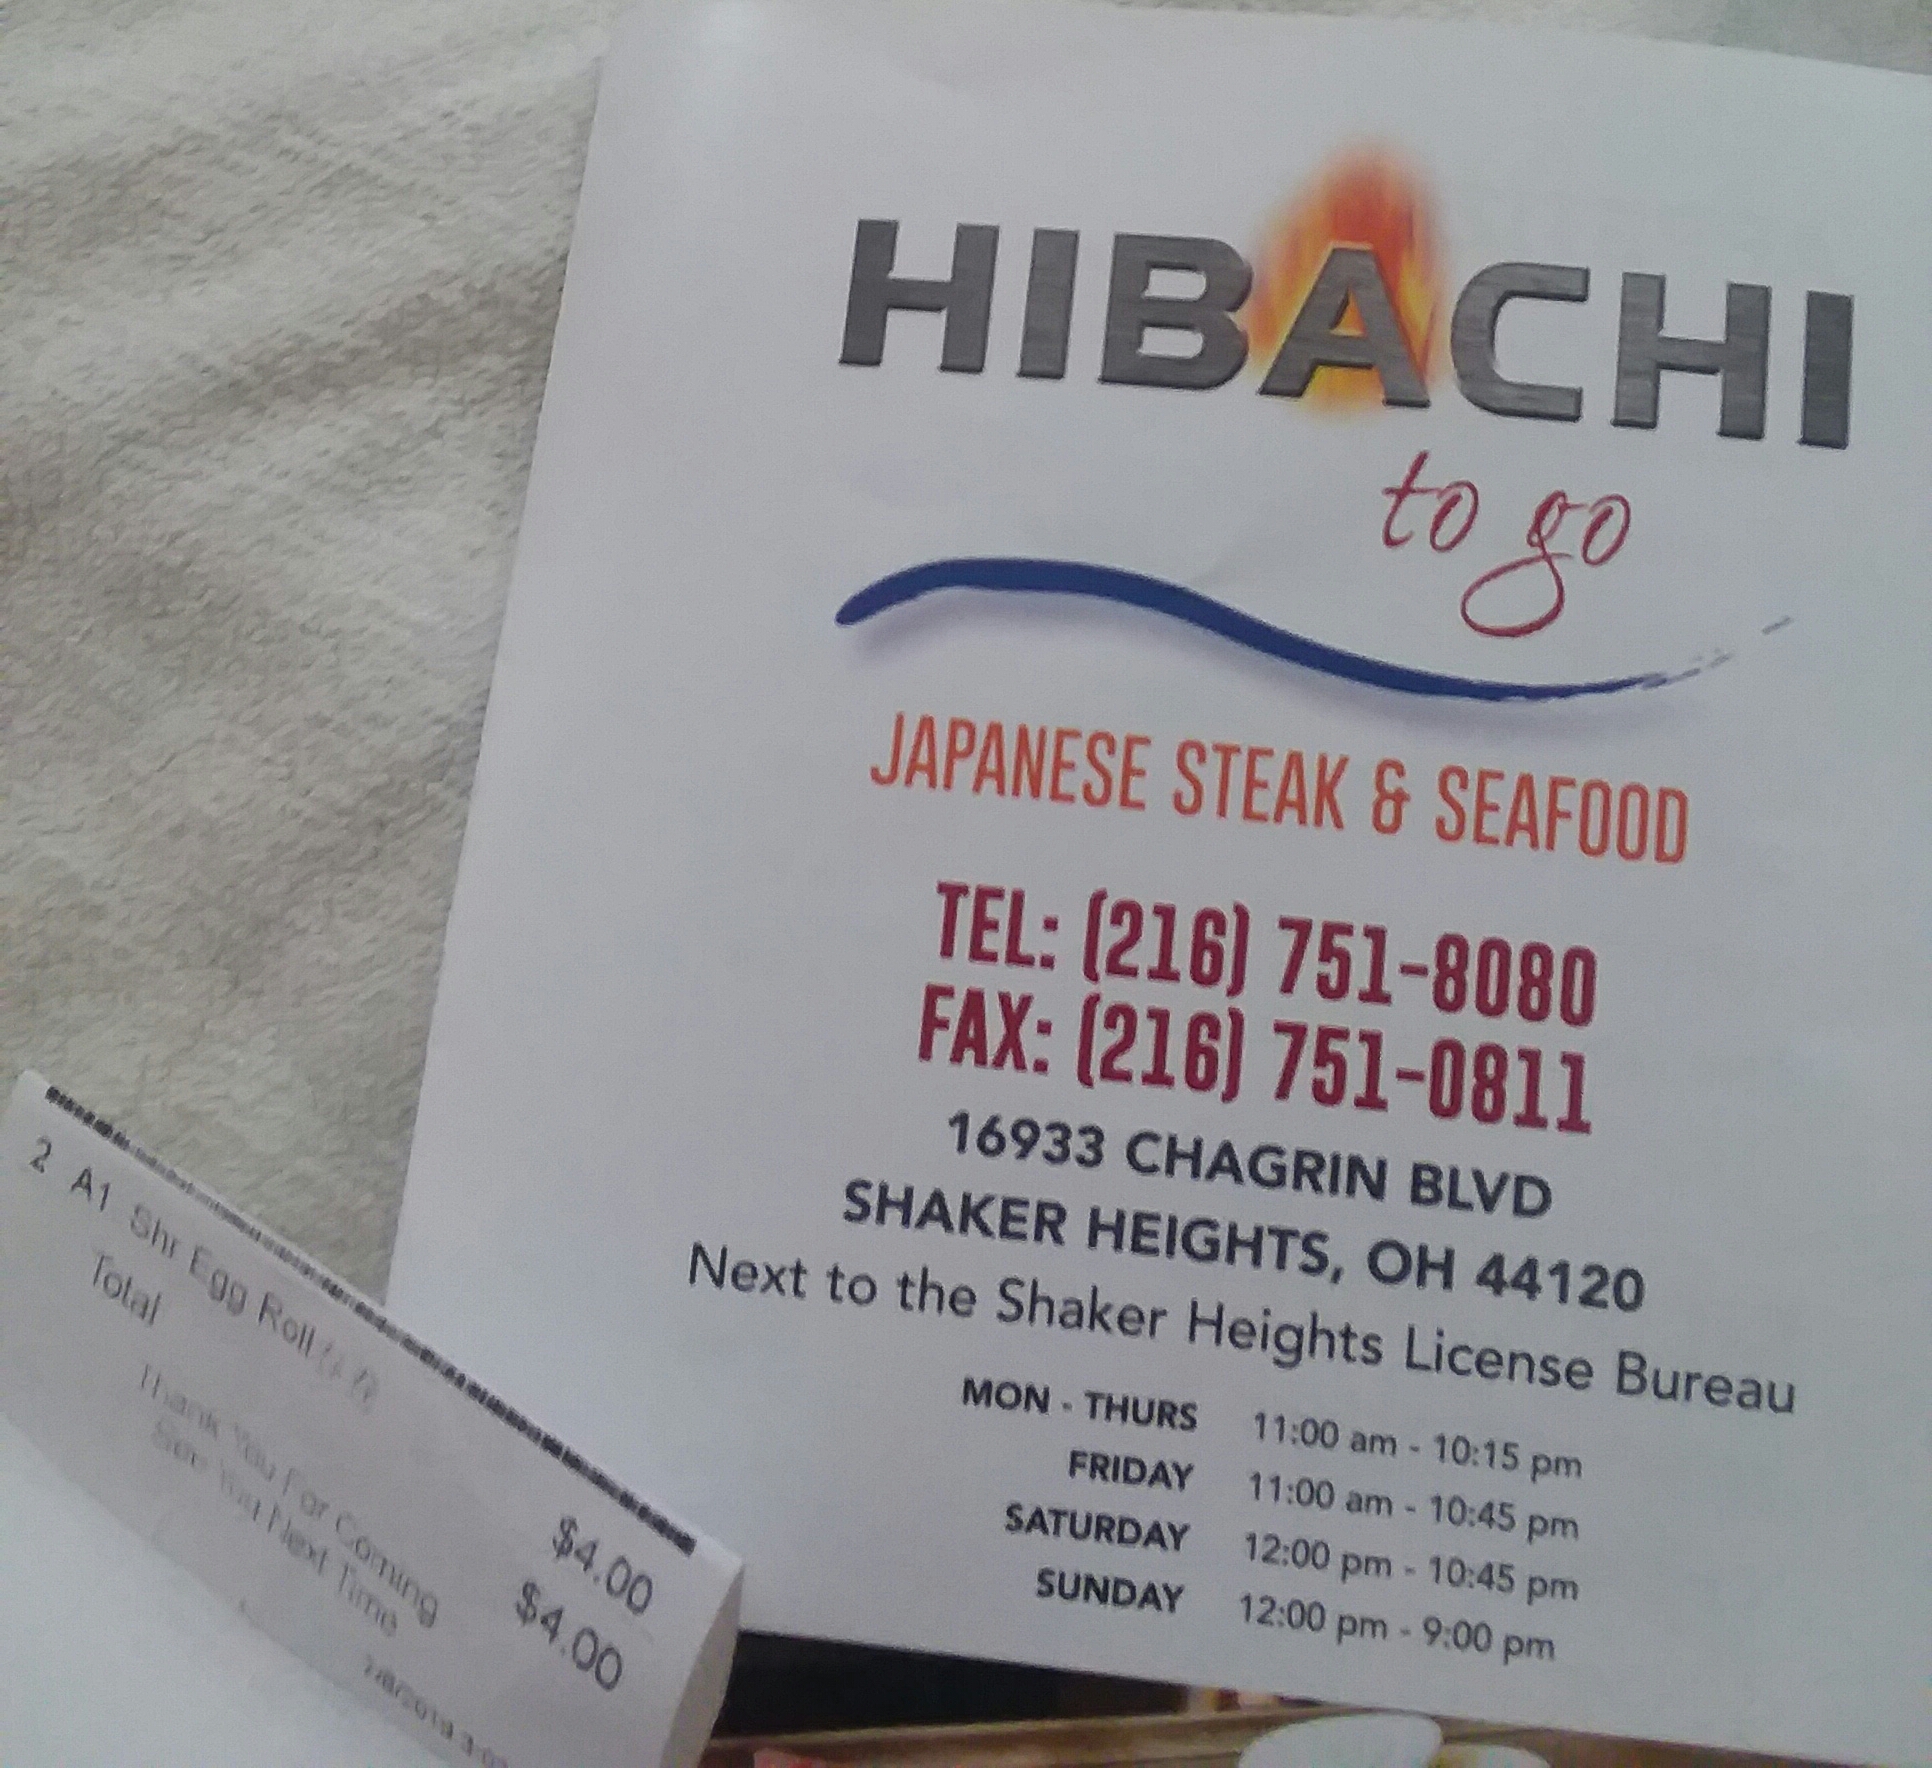 HIBACHI
to go
JAPANESE STEAK & SEAFOOD
TEL: (216) 751-8080
FAX: (216) 751-0811
16933 CHAGRIN BLVD
SHAKER HEIGHTS, OH 44120
Next to the Shaker Heights License Bureau
MON - THURS 11:00 am - 10:15 pm
FRIDAY 11:00 am - 10:45 pm
SATURDAY 12:00 pm - 10:45 pm
SUNDAY 12:00 pm - 9:00 pm
2 A1 Shr Egg Roll $4.00
Total $4.00
Thank You For Coming
See You Next Time